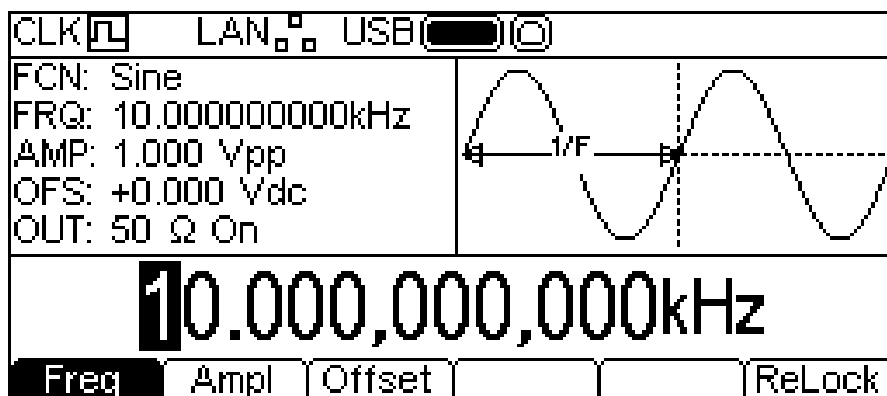 CLK LAN USB
FCN: Sine
FRQ: 10.000000000kHz
AMP: 1.000 Vpp
OFS: +0.000 Vdc
OUT: 50 Ω On
1/F
10.000,000,000kHz
Freq Ampl Offset ReLock